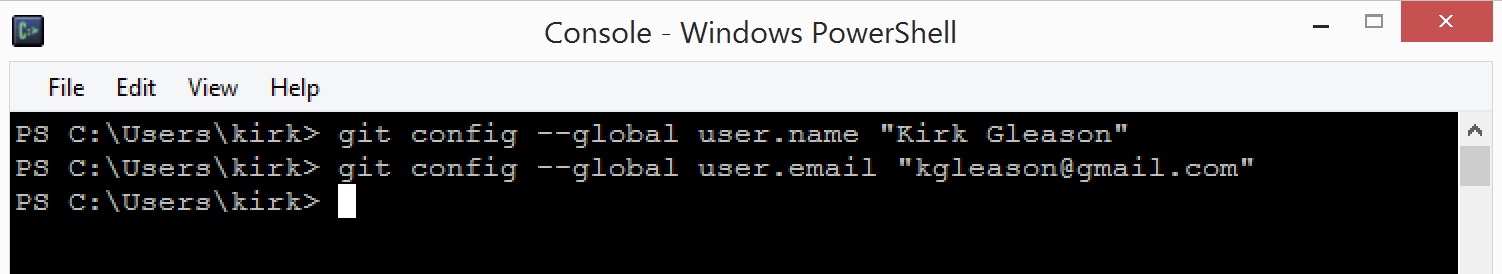 Console - Windows PowerShell
File Edit View Help
PS C:\Users\kirk> git config --global user.name "Kirk Gleason"
PS C:\Users\kirk> git config --global user.email "kgleason@gmail.com"
PS C:\Users\kirk>